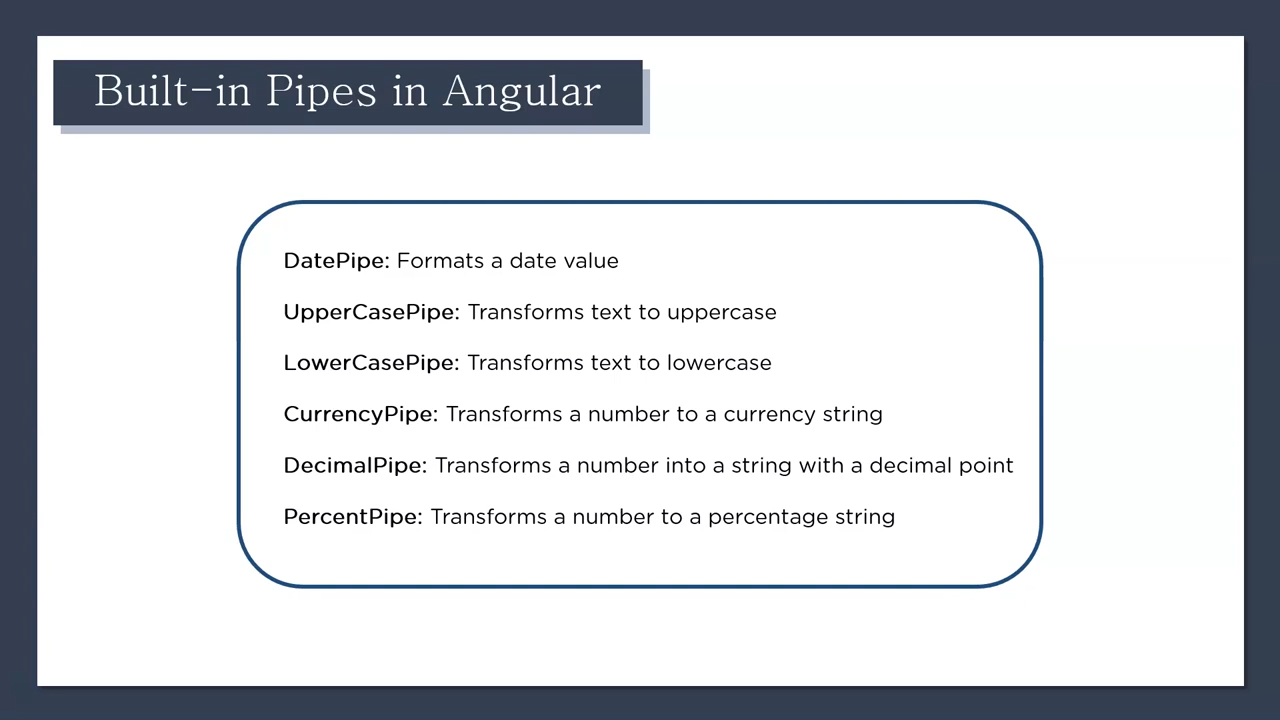 Built-in Pipes in Angular
DatePipe: Formats a date value
UpperCasePipe: Transforms text to uppercase
LowerCasePipe: Transforms text to lowercase
CurrencyPipe: Transforms a number to a currency string
DecimalPipe: Transforms a number into a string with a decimal point
PercentPipe: Transforms a number to a percentage string